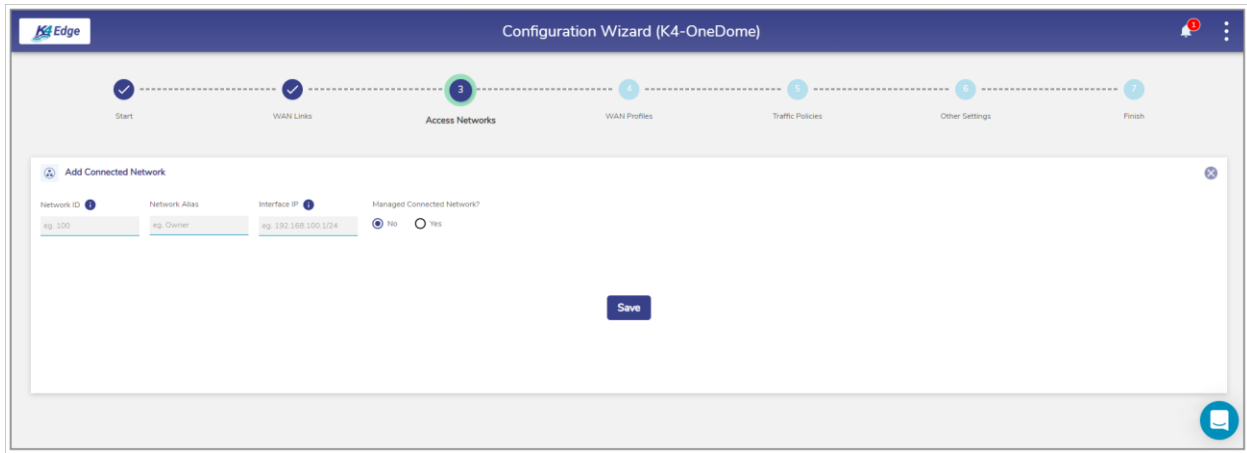 K4 Edge
Configuration Wizard (K4-OneDome)
1
3
4
5
6
7
Start
WAN Links
Access Networks
WAN Profiles
Traffic Policies
Other Settings
Finish
Add Connected Network
Network ID
Network Alias
Interface IP
Managed Connected Network?
eg. 100
eg. Owner
eg. 192.168.100.1/24
No
Yes
Save